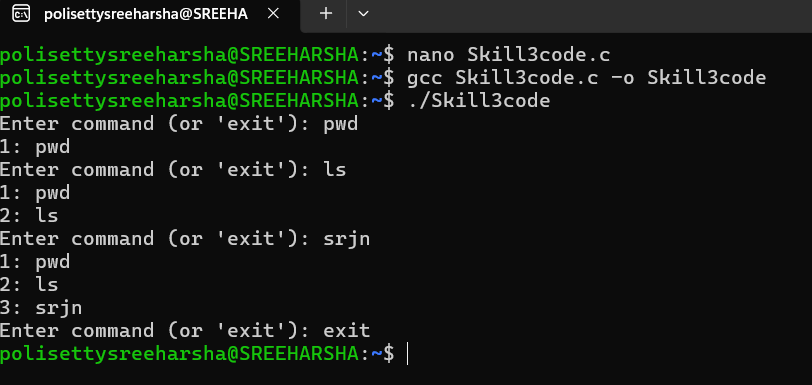 polisettysreeharsha@SREEHA
polisettysreeharsha@SREEHARSHA:~$ nano Skill3code.c
polisettysreeharsha@SREEHARSHA:~$ gcc Skill3code.c -o Skill3code
polisettysreeharsha@SREEHARSHA:~$ ./Skill3code
Enter command (or 'exit'): pwd
1: pwd
Enter command (or 'exit'): ls
1: pwd
2: ls
Enter command (or 'exit'): srjn
1: pwd
2: ls
3: srjn
Enter command (or 'exit'): exit
polisettysreeharsha@SREEHARSHA:~$